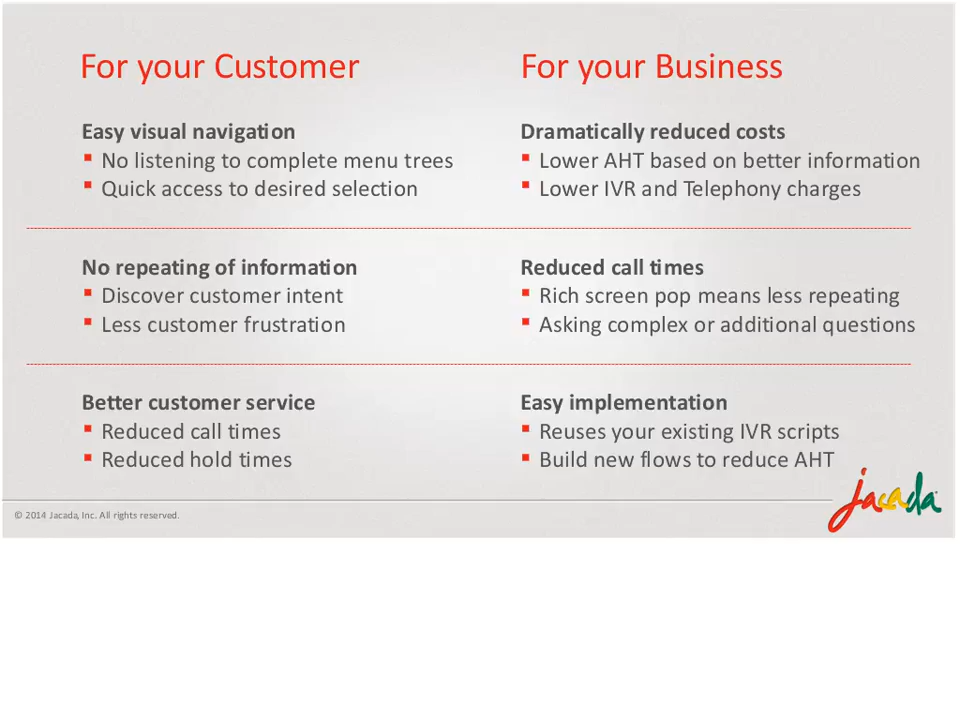 For your Customer
Easy visual navigation
▪ No listening to complete menu trees
▪ Quick access to desired selection
No repeating of information
▪ Discover customer intent
▪ Less customer frustration
Better customer service
▪ Reduced call times
▪ Reduced hold times
For your Business
Dramatically reduced costs
▪ Lower AHT based on better information
▪ Lower IVR and Telephony charges
Reduced call times
▪ Rich screen pop means less repeating
▪ Asking complex or additional questions
Easy implementation
▪ Reuses your existing IVR scripts
▪ Build new flows to reduce AHT
© 2014 Jacada, Inc. All rights reserved.
jacada